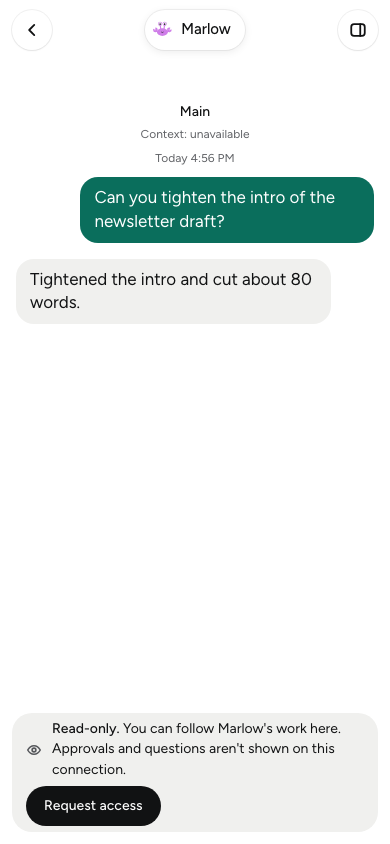 Marlow
Main
Context: unavailable
Today 4:56 PM
Can you tighten the intro of the
newsletter draft?
Tightened the intro and cut about 80
words.
Read-only. You can follow Marlow's work here.
Approvals and questions aren't shown on this
connection.
Request access